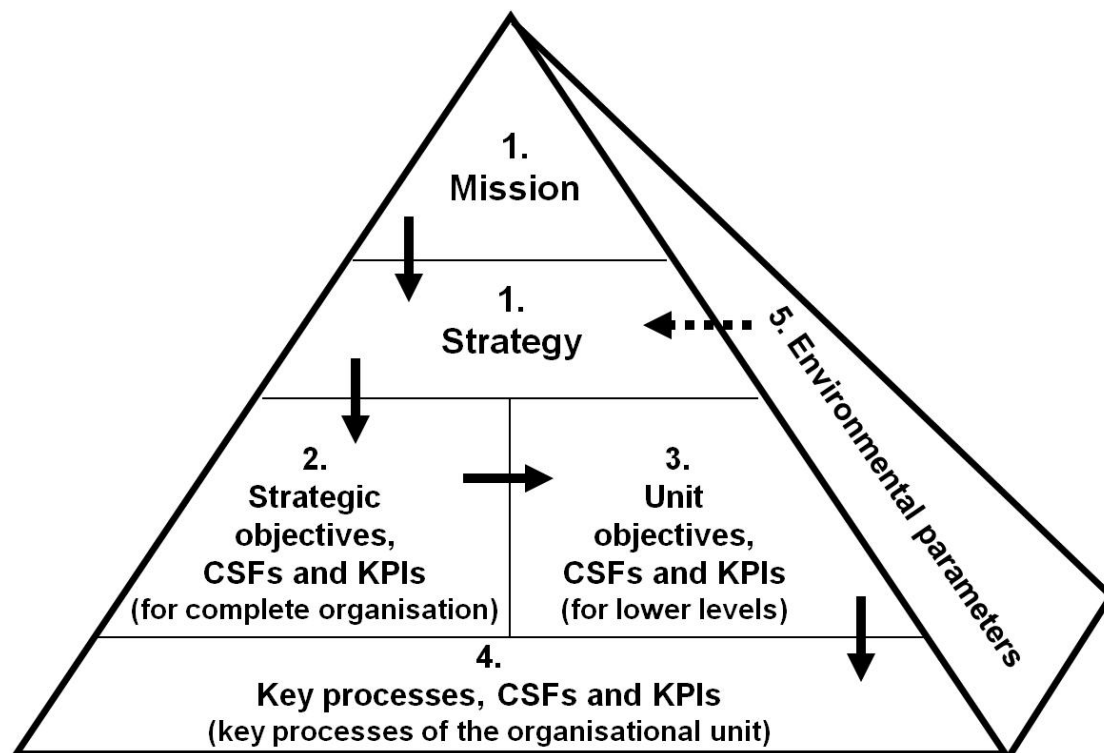 1.
Mission
1.
Strategy
5. Environmental parameters
2.
Strategic
objectives,
CSFs and KPIs
(for complete organisation)
3.
Unit
objectives,
CSFs and KPIs
(for lower levels)
4.
Key processes, CSFs and KPIs
(key processes of the organisational unit)